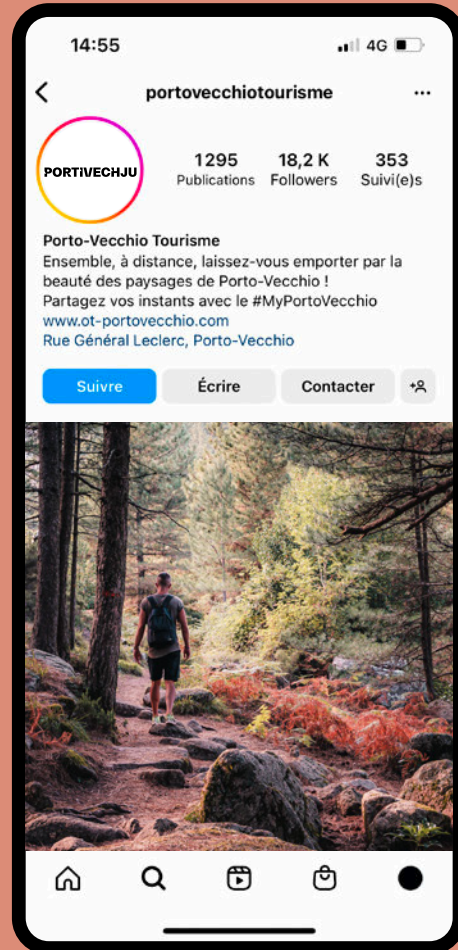 14:55
4G
portovecchiotourisme
PORTiVECHJU
1295 18,2 K 353
Publications Followers Suivi(e)s
Porto-Vecchio Tourisme
Ensemble, à distance, laissez-vous emporter par la
beauté des paysages de Porto-Vecchio !
Partagez vos instants avec le #MyPortoVecchio
www.ot-portovecchio.com
Rue Général Leclerc, Porto-Vecchio
Suivre Écrire Contacter